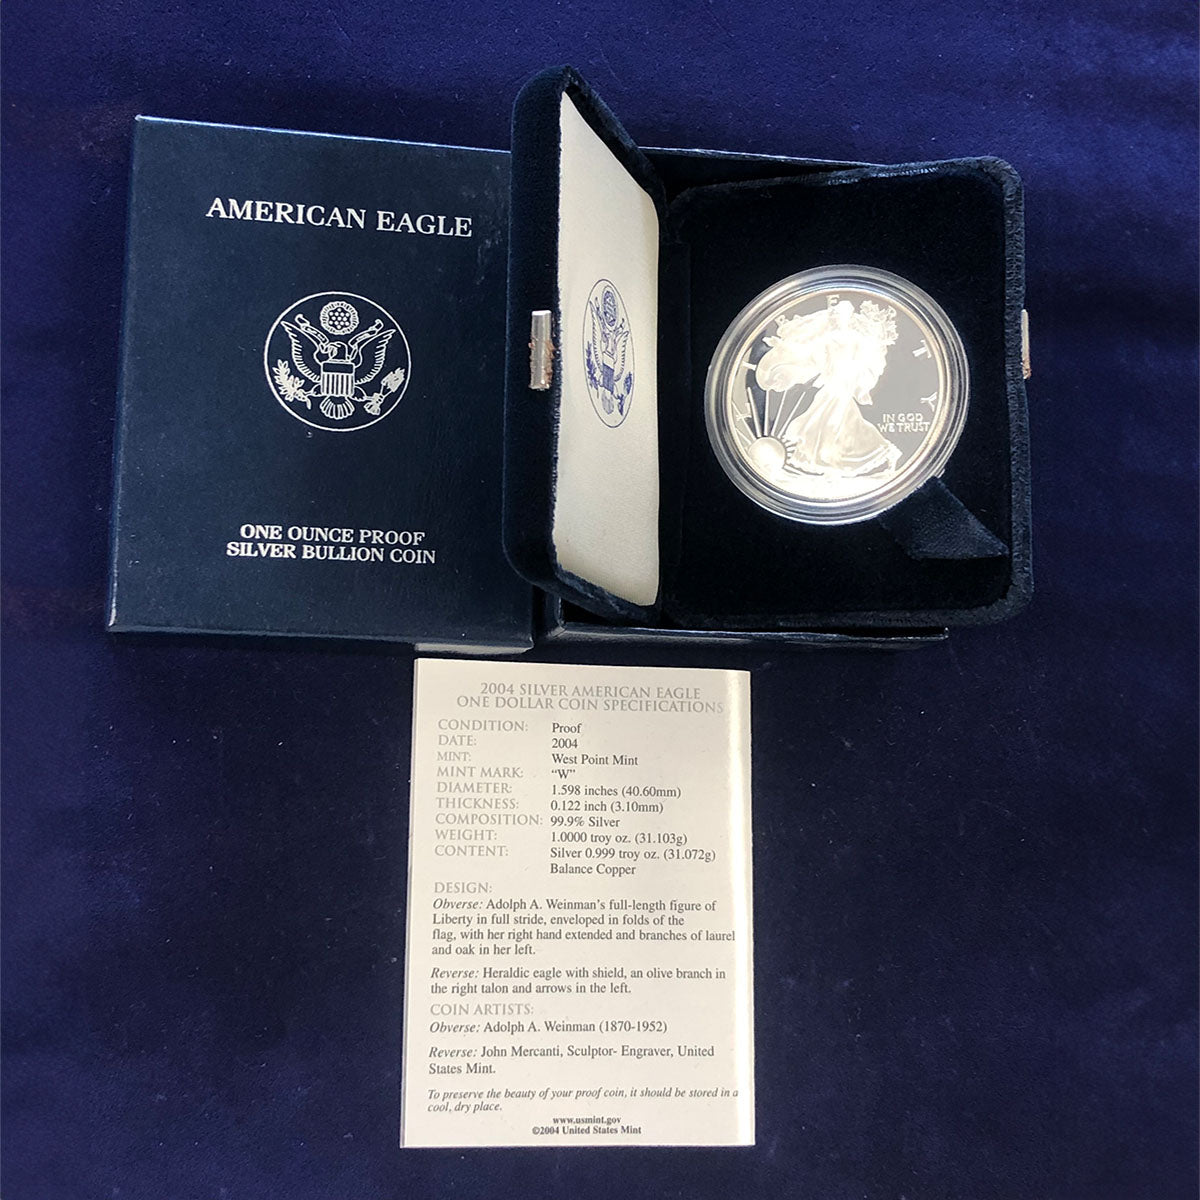 AMERICAN EAGLE
ONE OUNCE PROOF
SILVER BULLION COIN
LIBERTY
IN GOD
WE TRUST
2004 SILVER AMERICAN EAGLE
ONE DOLLAR COIN SPECIFICATIONS
CONDITION: Proof
DATE: 2004
MINT: West Point Mint
MINT MARK: “W”
DIAMETER: 1.598 inches (40.60mm)
THICKNESS: 0.122 inch (3.10mm)
COMPOSITION: 99.9% Silver
WEIGHT: 1.0000 troy oz. (31.103g)
CONTENT: Silver 0.999 troy oz. (31.072g)
Balance Copper
DESIGN:
Obverse: Adolph A. Weinman’s full-length figure of
Liberty in full stride, enveloped in folds of the
flag, with her right hand extended and branches of laurel
and oak in her left.
Reverse: Heraldic eagle with shield, an olive branch in
the right talon and arrows in the left.
COIN ARTISTS:
Obverse: Adolph A. Weinman (1870-1952)
Reverse: John Mercanti, Sculptor- Engraver, United
States Mint.
To preserve the beauty of your proof coin, it should be stored in a
cool, dry place.
www.usmint.gov
©2004 United States Mint